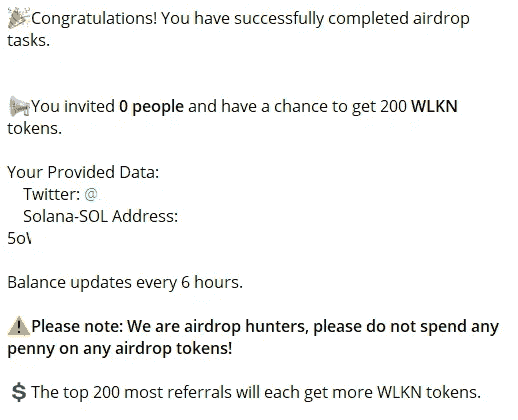 Congratulations! You have successfully completed airdrop
tasks.
You invited 0 people and have a chance to get 200 WLKN
tokens.
Your Provided Data:
Twitter: @
Solana-SOL Address:
5o\
Balance updates every 6 hours.
Please note: We are airdrop hunters, please do not spend any
penny on any airdrop tokens!
$ The top 200 most referrals will each get more WLKN tokens.